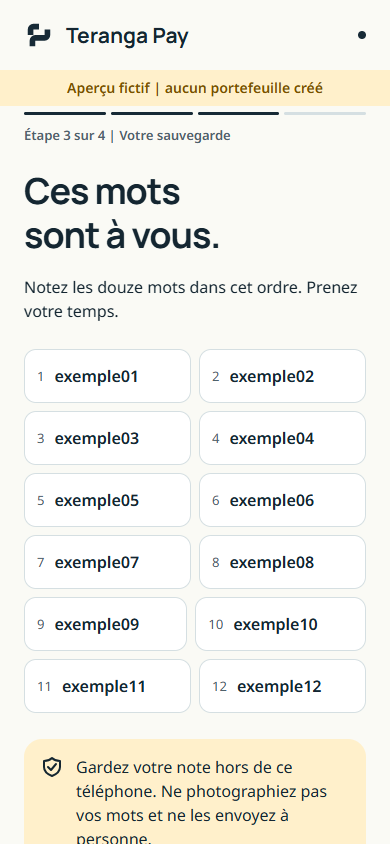 Teranga Pay
Aperçu fictif | aucun portefeuille créé
Étape 3 sur 4 | Votre sauvegarde
Ces mots
sont à vous.
Notez les douze mots dans cet ordre. Prenez
votre temps.
1 exemple01
2 exemple02
3 exemple03
4 exemple04
5 exemple05
6 exemple06
7 exemple07
8 exemple08
9 exemple09
10 exemple10
11 exemple11
12 exemple12
Gardez votre note hors de ce
téléphone. Ne photographiez pas
vos mots et ne les envoyez à
personne.